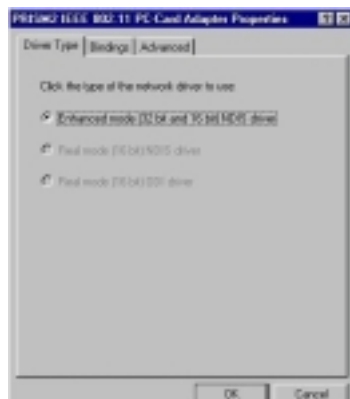 PRISM2 IEEE 802.11 PC-Card Adapter Properties
Driver Type Bindings Advanced
Click the type of the network driver to use:
Enhanced mode (32 bit and 16 bit) NDIS driver
Real mode (16 bit) NDIS driver
Real mode (16 bit) ODI driver
OK Cancel